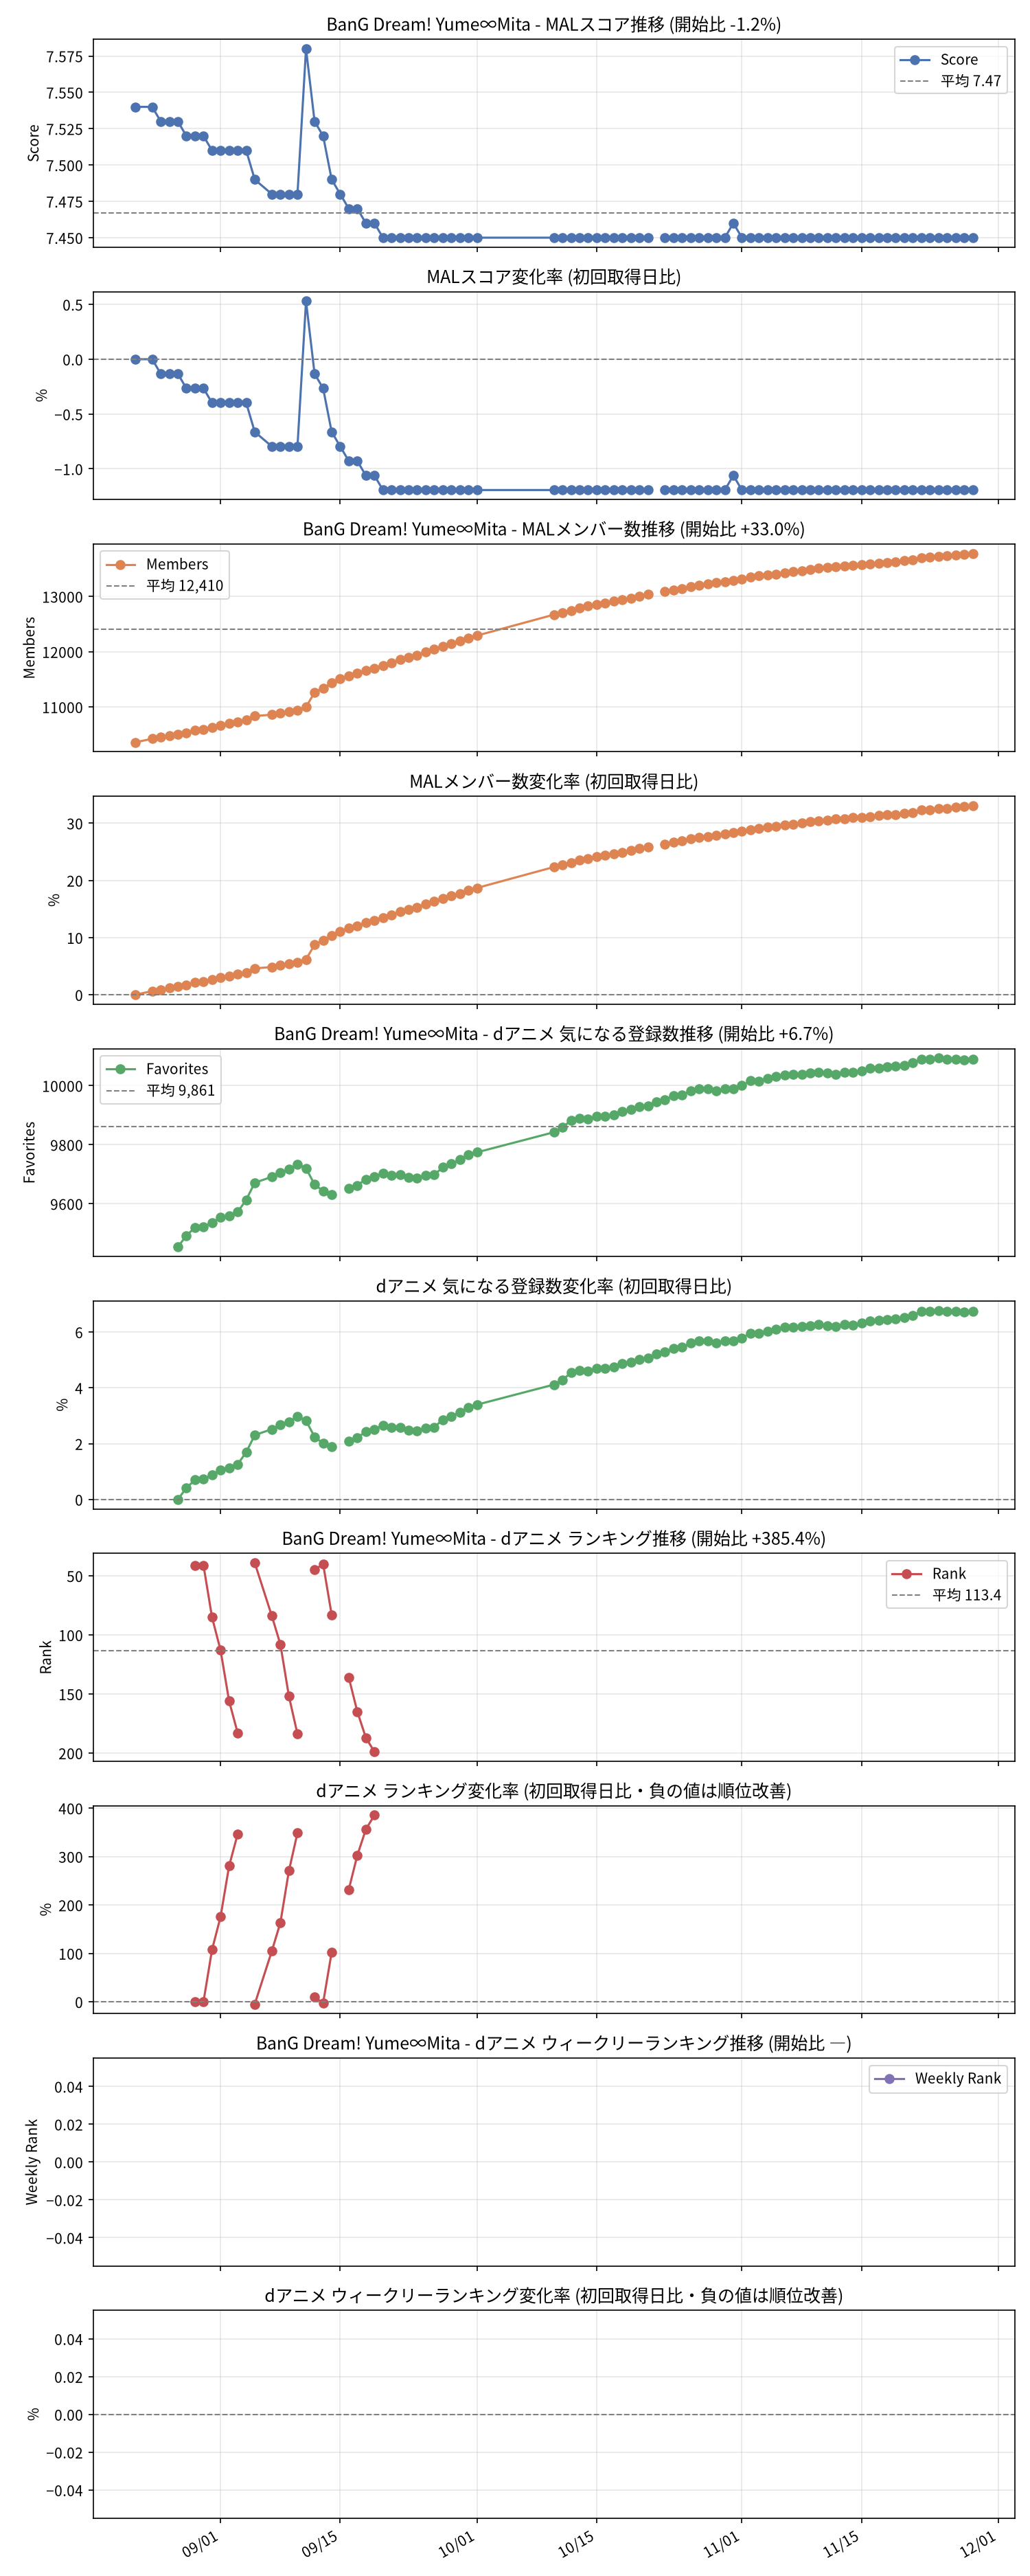 BanG Dream! Yume∞Mita - MALスコア推移 (開始比 -1.2%)
Score
7.575
7.550
7.525
7.500
7.475
7.450
Score
平均 7.47
MALスコア変化率 (初回取得日比)
%
0.5
0.0
−0.5
−1.0
BanG Dream! Yume∞Mita - MALメンバー数推移 (開始比 +33.0%)
Members
13000
12000
11000
Members
平均 12,410
MALメンバー数変化率 (初回取得日比)
%
30
20
10
0
BanG Dream! Yume∞Mita - dアニメ 気になる登録数推移 (開始比 +6.7%)
Favorites
10000
9800
9600
Favorites
平均 9,861
dアニメ 気になる登録数変化率 (初回取得日比)
%
6
4
2
0
BanG Dream! Yume∞Mita - dアニメ ランキング推移 (開始比 +385.4%)
Rank
50
100
150
200
Rank
平均 113.4
dアニメ ランキング変化率 (初回取得日比・負の値は順位改善)
%
400
300
200
100
0
BanG Dream! Yume∞Mita - dアニメ ウィークリーランキング推移 (開始比 —)
Weekly Rank
0.04
0.02
0.00
−0.02
−0.04
Weekly Rank
dアニメ ウィークリーランキング変化率 (初回取得日比・負の値は順位改善)
%
0.04
0.02
0.00
−0.02
−0.04
09/01
09/15
10/01
10/15
11/01
11/15
12/01